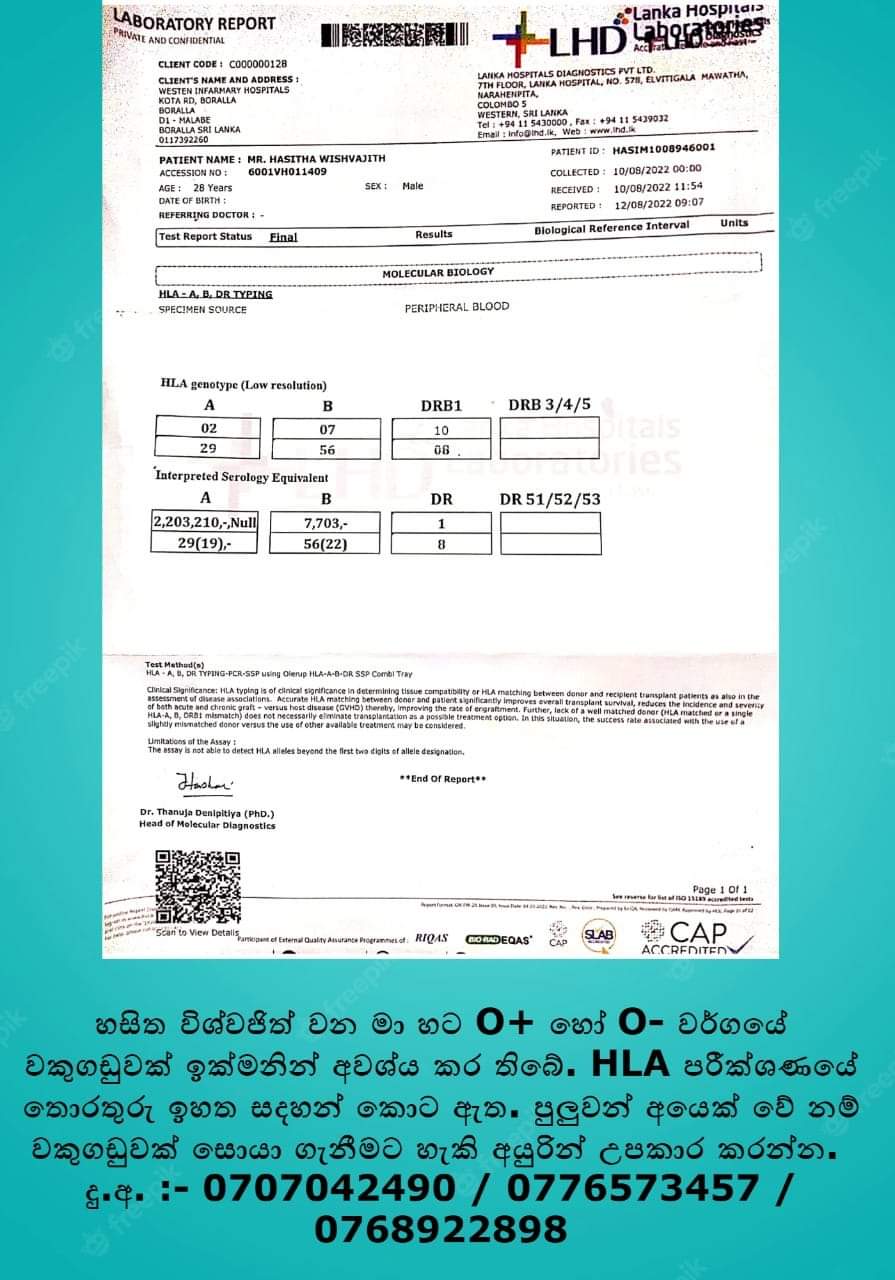 LABORATORY REPORT
PRIVATE AND CONFIDENTIAL
LHD
Lanka Hospitals
Laboratories
CLIENT CODE : C000000128
CLIENT'S NAME AND ADDRESS :
WESTEN INFARMARY HOSPITALS
KOTA RD, BORALLA
BORALLA
D1 - MALABE
BORALLA SRI LANKA
0117392260
LANKA HOSPITALS DIAGNOSTICS PVT LTD.
7TH FLOOR, LANKA HOSPITAL, NO. 578, ELVITIGALA MAWATHA,
NARAHENPITA,
COLOMBO 5
WESTERN, SRI LANKA
Tel : +94 11 5430000 , Fax : +94 11 5439032
Email : info@lhd.lk, Web : www.lhd.lk
PATIENT NAME : MR. HASITHA WISHVAJITH
PATIENT ID : HASIM1008946001
ACCESSION NO : 6001VH011409
AGE : 28 Years SEX : Male
DATE OF BIRTH :
REFERRING DOCTOR : -
COLLECTED : 10/08/2022 00:00
RECEIVED : 10/08/2022 11:54
REPORTED : 12/08/2022 09:07
Test Report Status Final Results Biological Reference Interval Units
MOLECULAR BIOLOGY
HLA - A, B, DR TYPING
SPECIMEN SOURCE PERIPHERAL BLOOD
HLA genotype (Low resolution)
A B DRB1 DRB 3/4/5
02 07 10
29 56 08
Interpreted Serology Equivalent
A B DR DR 51/52/53
2,203,210,-,Null 7,703,- 1
29(19),- 56(22) 8
Test Method(s)
HLA - A, B, DR TYPING-PCR-SSP using Olerup HLA-A-B-DR SSP Combi Tray
Clinical Significance: HLA typing is of clinical significance in determining tissue compatibility or HLA matching between donor and recipient transplant patients as also in the
assessment of disease associations. Accurate HLA matching between donor and patient significantly improves overall transplant survival, reduces the incidence and severity
of both acute and chronic graft – versus host disease (GVHD) thereby, improving the rate of engraftment. Further, lack of a well matched donor (HLA matched or a single
HLA-A, B, DRB1 mismatch) does not necessarily eliminate transplantation as a possible treatment option. In this situation, the success rate associated with the use of a
slightly mismatched donor versus the use of other available treatment may be considered.
Limitations of the Assay :
The assay is not able to detect HLA alleles beyond the first two digits of allele designation.
**End Of Report**
Dr. Thanuja Denipitiya (PhD.)
Head of Molecular Diagnostics
Page 1 Of 1
See reverse for list of ISO 15189 accredited tests
Scan to View Details
Participant of External Quality Assurance Programmes of : RIQAS BIO-RAD EQAS CAP SLAB CAP
ACCREDITED
හසිත විශ්වජිත් වන මා හට O+ හෝ O- වර්ගයේ
වකුගඩුවක් ඉක්මනින් අවශ්ය කර තිබේ. HLA පරීක්ශණයේ
තොරතුරු ඉහත සදහන් කොට ඇත. පුලුවන් අයෙක් වේ නම්
වකුගඩුවක් සොයා ගැනීමට හැකි අයුරින් උපකාර කරන්න.
දු.අ. :- 0707042490 / 0776573457 /
0768922898